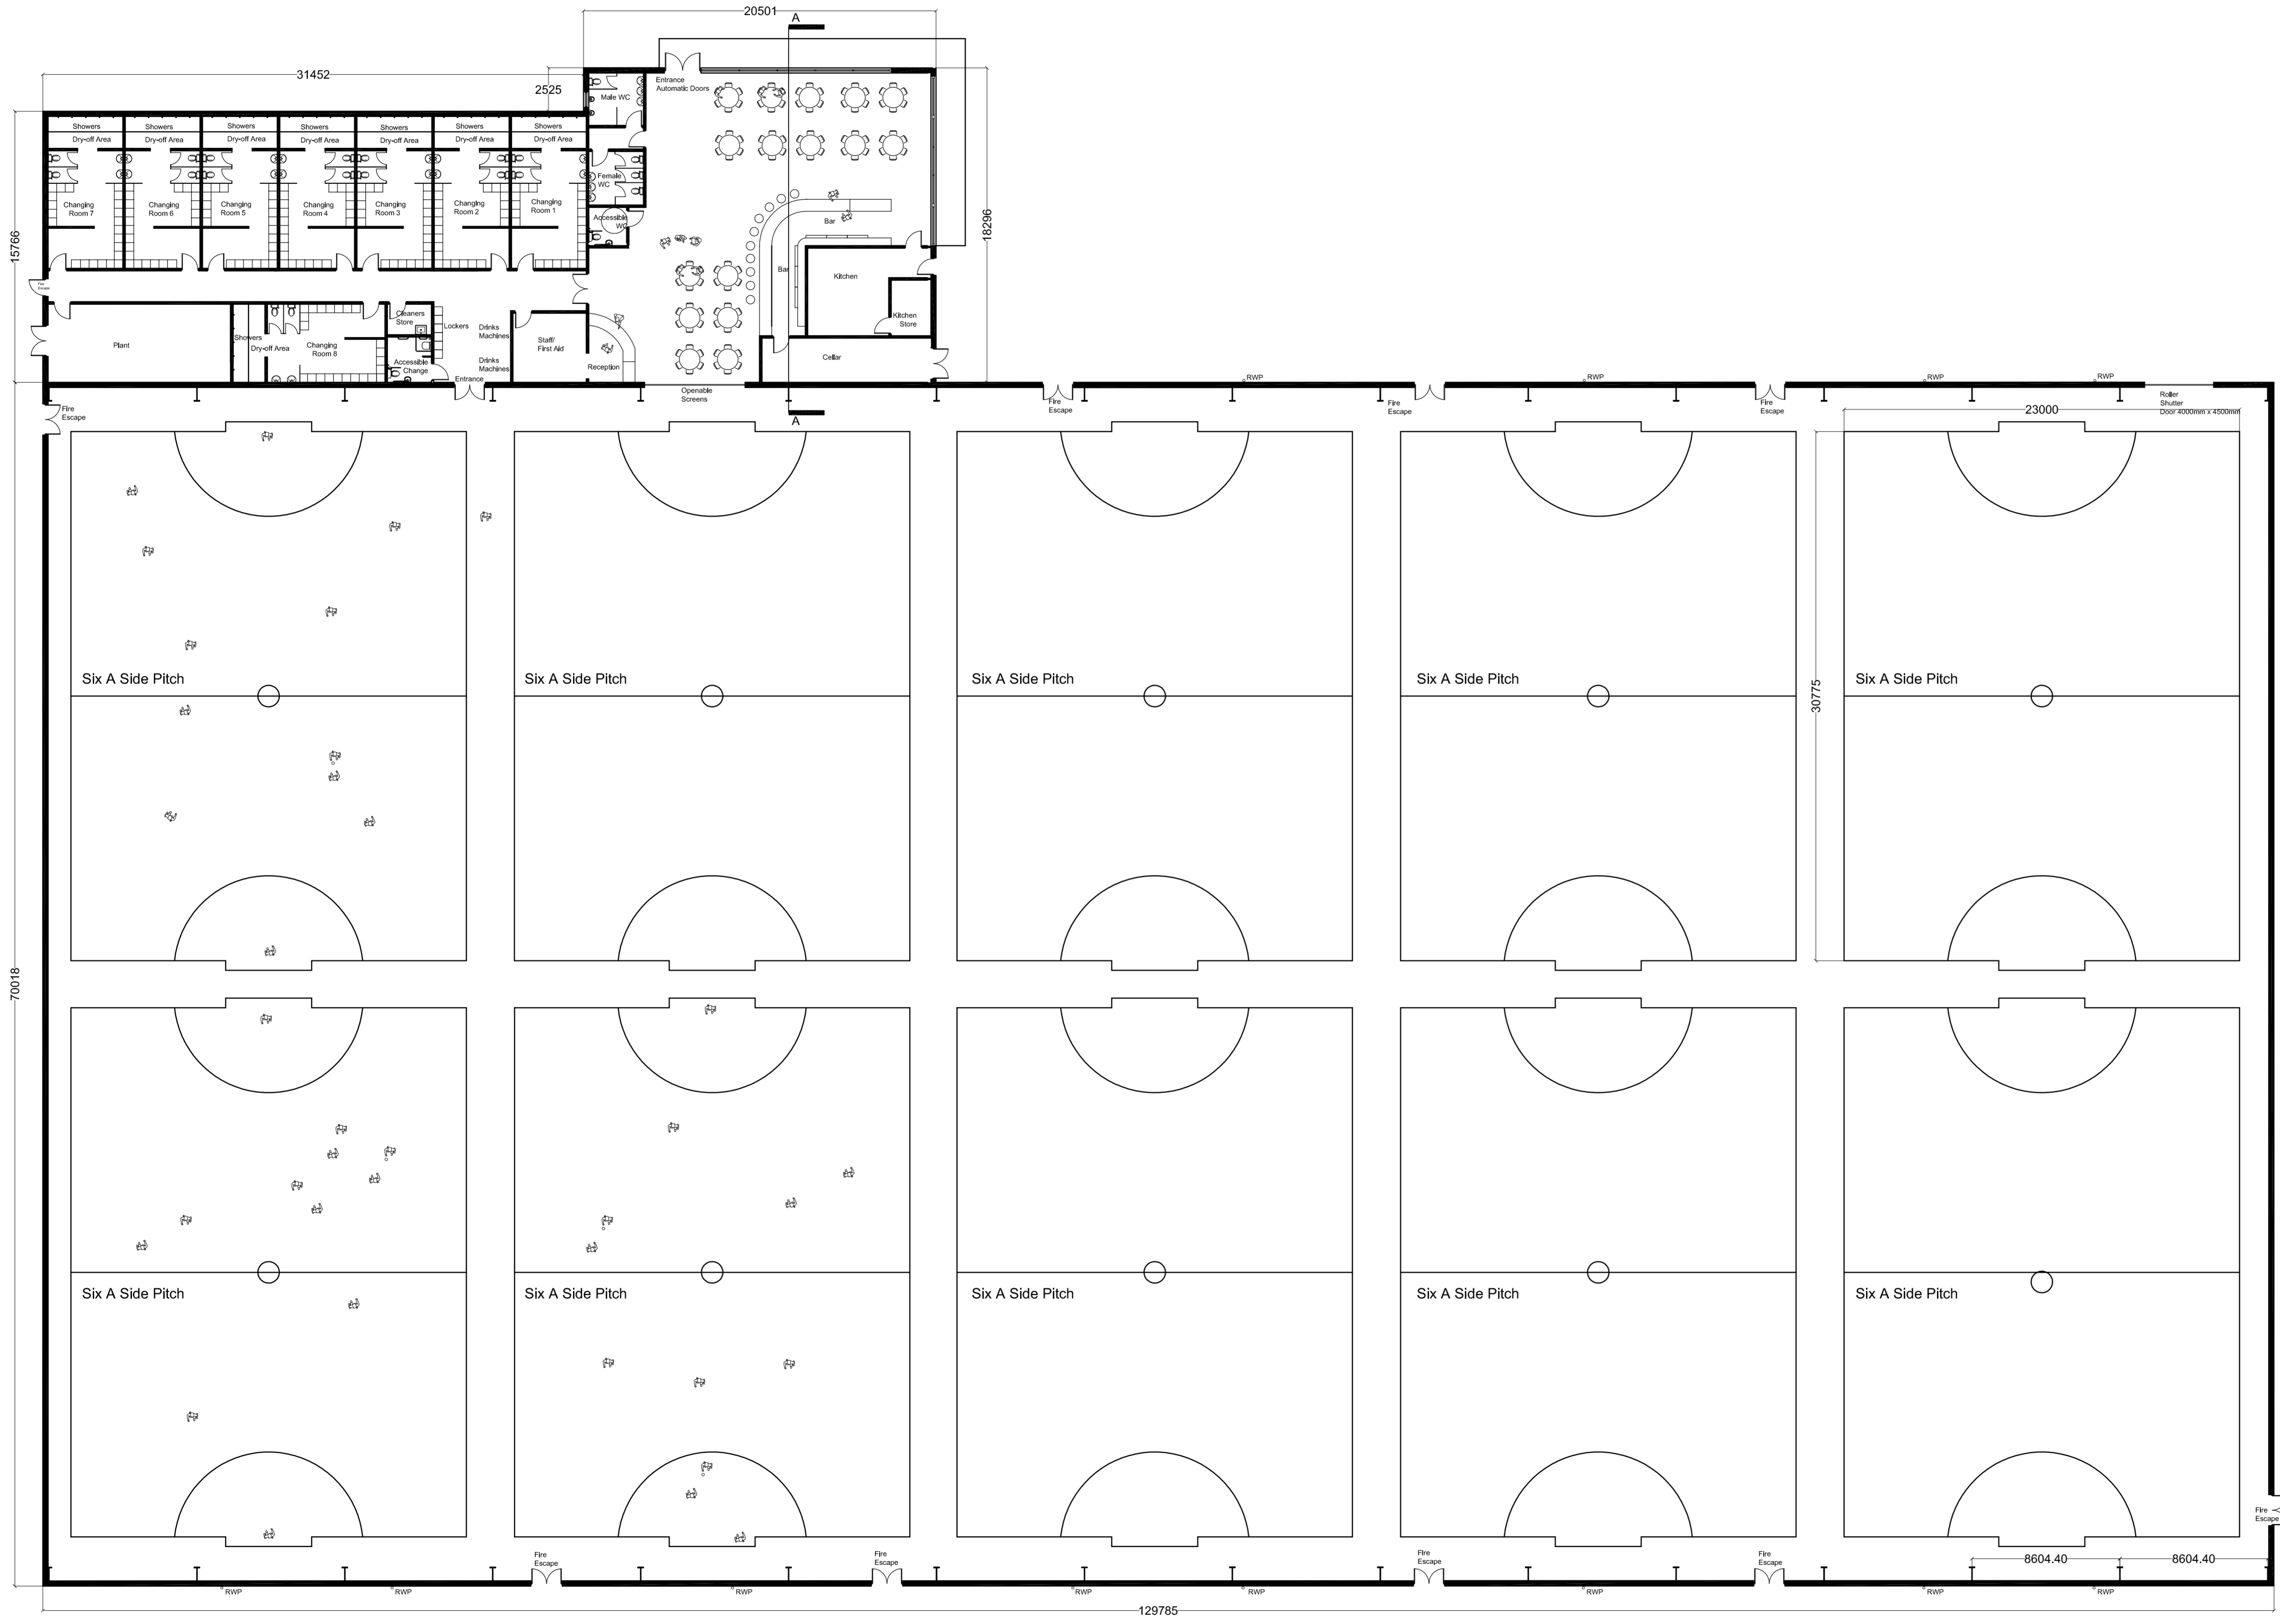 20501
A
31452
2525
Entrance
Automatic Doors
Male WC
Showers
Showers
Showers
Showers
Showers
Showers
Showers
Dry-off Area
Dry-off Area
Dry-off Area
Dry-off Area
Dry-off Area
Dry-off Area
Dry-off Area
Female
WC
Changing
Room 7
Changing
Room 6
Changing
Room 5
Changing
Room 4
Changing
Room 3
Changing
Room 2
Changing
Room 1
Accessible
WC
Bar
18296
15766
Bar
Kitchen
Fire
Escape
Kitchen
Store
Cleaners
Store
Lockers
Drinks
Machines
Showers
Dry-off Area
Changing
Room 8
Plant
Staff/
First Aid
Cellar
Accessible
Change
Drinks
Machines
Reception
Entrance
Openable
Screens
RWP
RWP
RWP
RWP
Fire
Escape
Fire
Escape
Fire
Escape
Fire
Escape
Roller
Shutter
Door 4000mm x 4500mm
A
23000
Six A Side Pitch
Six A Side Pitch
Six A Side Pitch
Six A Side Pitch
Six A Side Pitch
30775
70018
Six A Side Pitch
Six A Side Pitch
Six A Side Pitch
Six A Side Pitch
Six A Side Pitch
Fire
Escape
Fire
Escape
Fire
Escape
Fire
Escape
Fire
Escape
8604.40
8604.40
RWP
RWP
RWP
RWP
RWP
RWP
RWP
RWP
129785